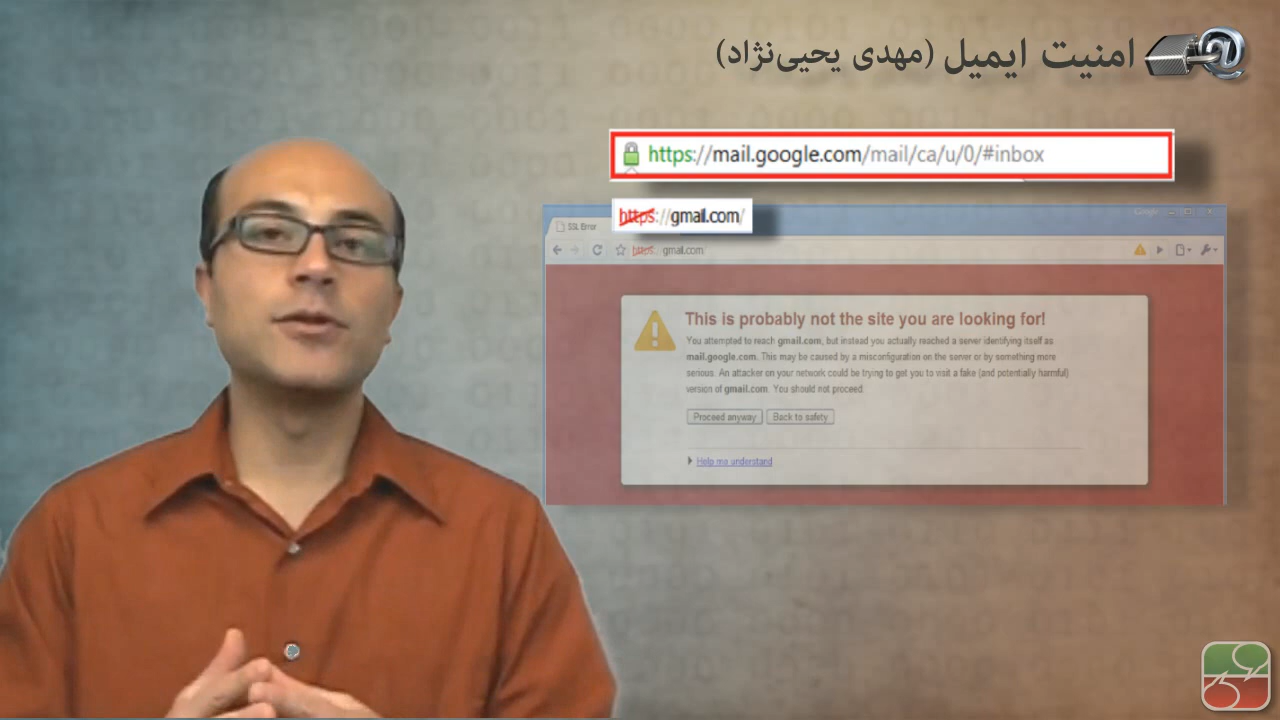 امنیت ایمیل (مهدی یحیی‌نژاد)
https://mail.google.com/mail/ca/u/0/#inbox
https://gmail.com/
SSL Error
Google
https://gmail.com
This is probably not the site you are looking for!
You attempted to reach gmail.com, but instead you actually reached a server identifying itself as
mail.google.com. This may be caused by a misconfiguration on the server or by something more
serious. An attacker on your network could be trying to get you to visit a fake (and potentially harmful)
version of gmail.com. You should not proceed.
Proceed anyway Back to safety
Help me understand